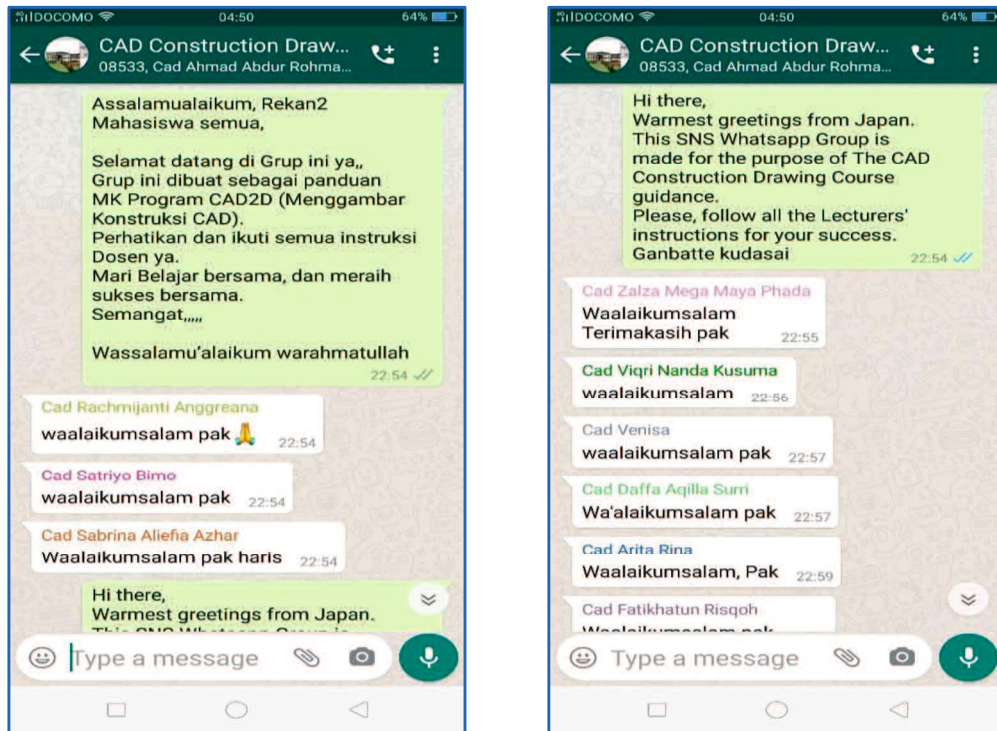 DOCOMO 04:50 64%
CAD Construction Draw...
08533, Cad Ahmad Abdur Rohma...
Assalamualaikum, Rekan2
Mahasiswa semua,
Selamat datang di Grup ini ya,,
Grup ini dibuat sebagai panduan
MK Program CAD2D (Menggambar
Konstruksi CAD).
Perhatikan dan ikuti semua instruksi
Dosen ya.
Mari Belajar bersama, dan meraih
sukses bersama.
Semangat,,,,,
Wassalamu'alaikum warahmatullah
22:54
Cad Rachmijanti Anggreana
waalaikumsalam pak🙏 22:54
Cad Satriyo Bimo
waalaikumsalam pak 22:54
Cad Sabrina Aliefia Azhar
Waalaikumsalam pak haris 22:54
Hi there,
Warmest greetings from Japan.
This SNS Whatsapp Group is
Type a message
DOCOMO 04:50 64%
CAD Construction Draw...
08533, Cad Ahmad Abdur Rohma...
Hi there,
Warmest greetings from Japan.
This SNS Whatsapp Group is
made for the purpose of The CAD
Construction Drawing Course
guidance.
Please, follow all the Lecturers'
instructions for your success.
Ganbatte kudasai 22:54
Cad Zalza Mega Maya Phada
Waalaikumsalam
Terimakasih pak 22:55
Cad Viqri Nanda Kusuma
waalaikumsalam 22:56
Cad Venisa
waalaikumsalam pak 22:57
Cad Daffa Aqilla Surri
Wa'alaikumsalam pak 22:57
Cad Arita Rina
Waalaikumsalam, Pak 22:59
Cad Fatikhatun Risqoh
Waalaikumsalam pak
Type a message